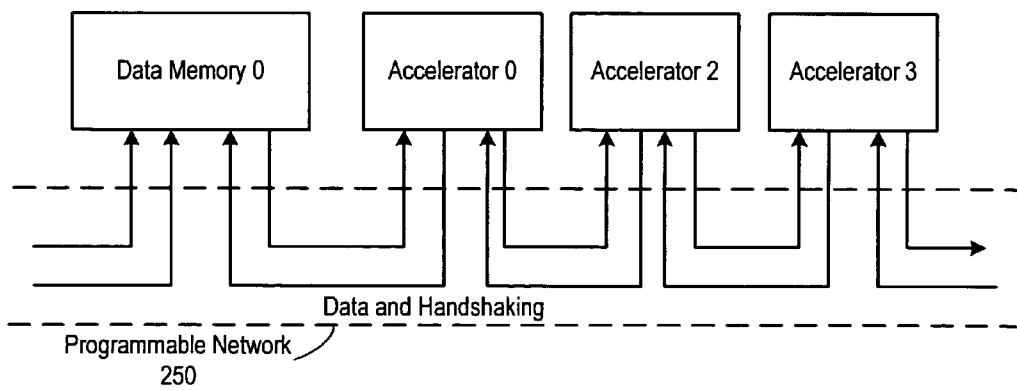 Data Memory 0
Accelerator 0
Accelerator 2
Accelerator 3
Data and Handshaking
Programmable Network
250